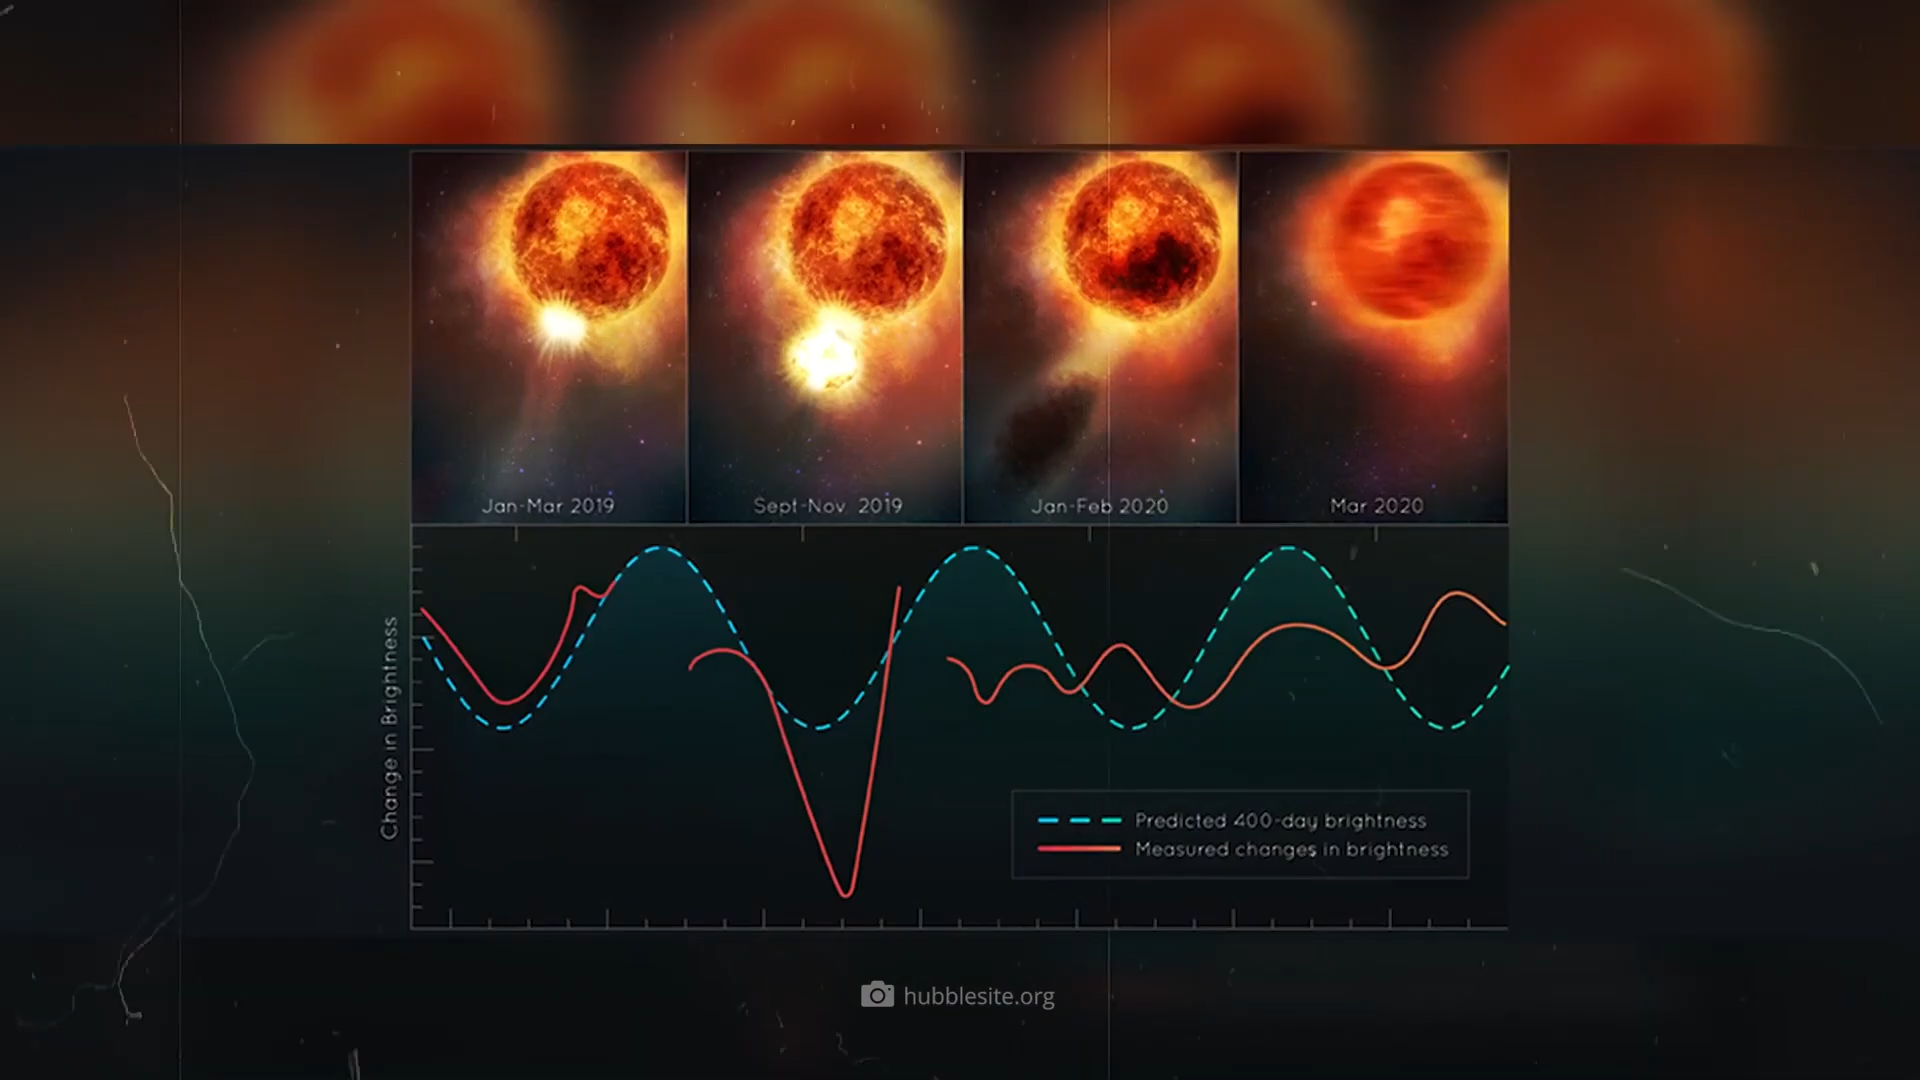 Jan-Mar 2019
Sept-Nov 2019
Jan-Feb 2020
Mar 2020
Change in Brightness
Predicted 400-day brightness
Measured changes in brightness
hubblesite.org